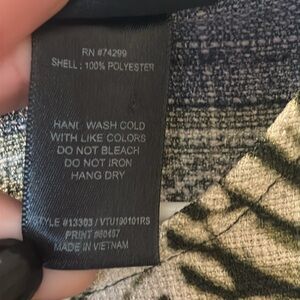 RN #74299
SHELL: 100% POLYESTER
HAND WASH COLD
WITH LIKE COLORS
DO NOT BLEACH
DO NOT IRON
HANG DRY
STYLE #13303 / VTU190101RS
PRINT #60457
MADE IN VIETNAM